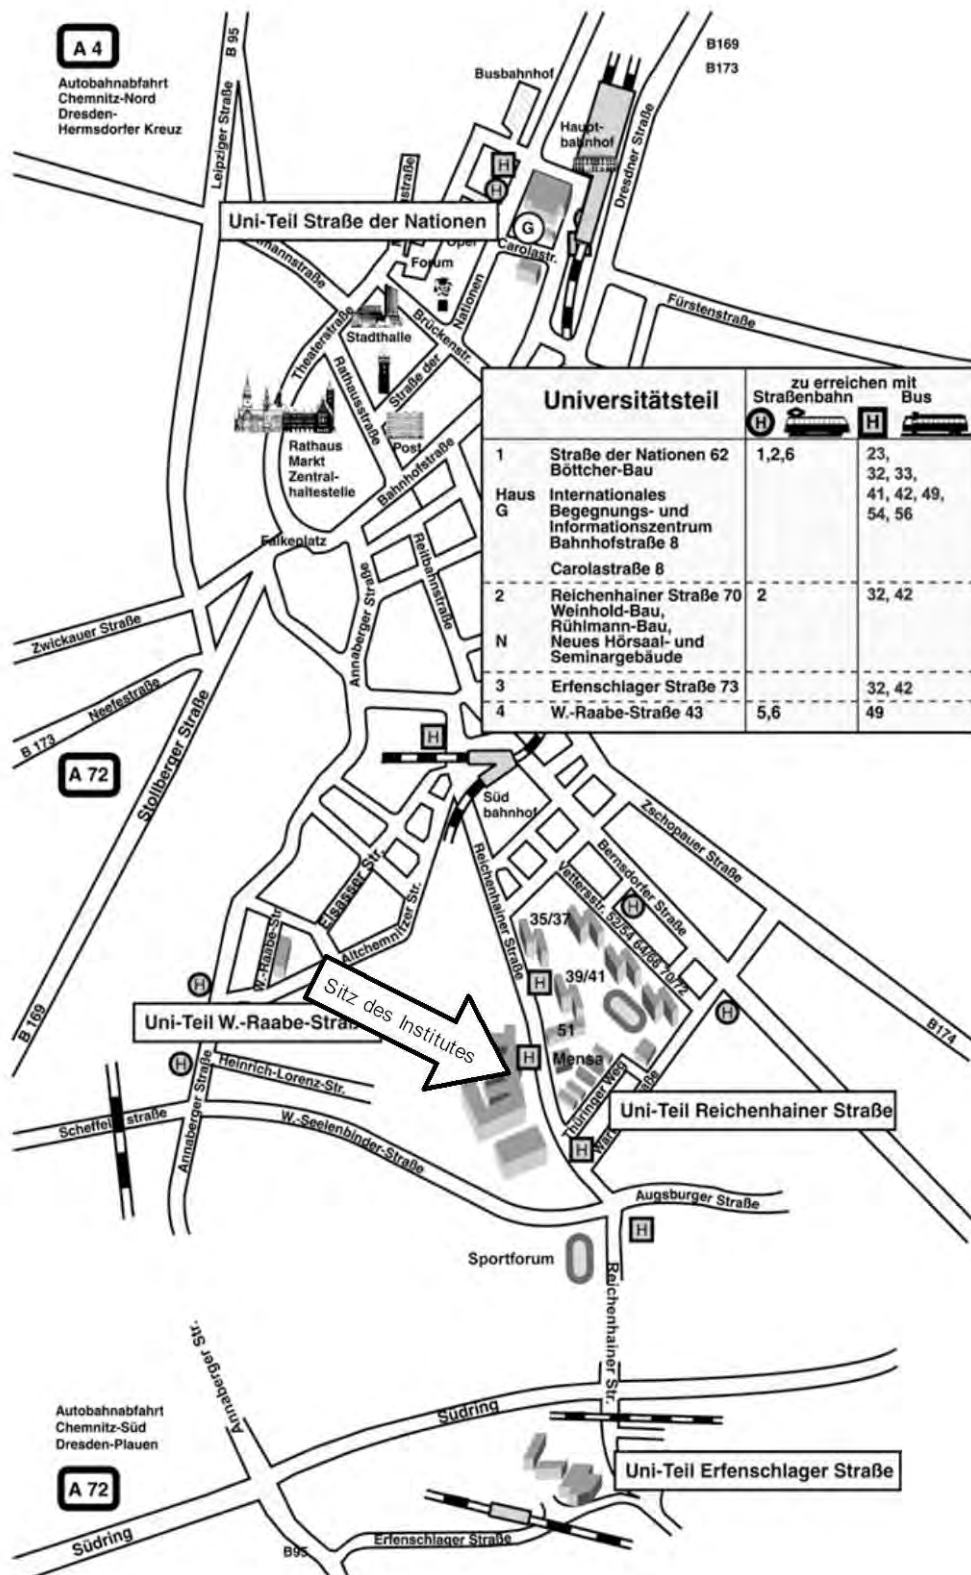 A 4
Autobahnabfahrt
Chemnitz-Nord
Dresden-
Hermsdorfer Kreuz
B 95
Leipziger Straße
B169
B173
Busbahnhof
Haupt-
bahnhof
Dresdner Straße
H
H
Uni-Teil Straße der Nationen
G
Carolastr.
Forum
Nationen
Fürstenstraße
Theaterstraße
Stadthalle
Brückenstr.
Straße der
Rathausstraße
Rathaus
Markt
Zentral-
haltestelle
Post
Bahnhofstraße
Falkeplatz
Reitbahnstraße
Annaberger Straße
Universitätsteil
zu erreichen mit
Straßenbahn Bus
H H
1 Straße der Nationen 62 1,2,6 23,
Böttcher-Bau 32, 33,
Haus Internationales 41, 42, 49,
G Begegnungs- und 54, 56
Informationszentrum
Bahnhofstraße 8
Carolastraße 8
2 Reichenhainer Straße 70 2 32, 42
Weinhold-Bau,
Rühlmann-Bau,
N Neues Hörsaal- und
Seminargebäude
3 Erfenschlager Straße 73 32, 42
4 W.-Raabe-Straße 43 5,6 49
Zwickauer Straße
Neefestraße
B 173
A 72
Stollberger Straße
B 169
H
Süd
bahnhof
Zschopauer Straße
Bernsdorfer Straße
Vettersstr. 52/54 64/66 70/72
Reichenhainer Straße
Elsasser Str.
Altchemnitzer Str.
W.-Raabe-Str.
35/37
H
39/41
H
51
Mensa
H
H
B174
H
Sitz des Institutes
Uni-Teil W.-Raabe-Straß
H
H
Heinrich-Lorenz-Str.
Scheffel straße
Annaberger Straße
W.-Seelenbinder-Straße
Thüringer Weg
Uni-Teil Reichenhainer Straße
H
Augsburger Straße
H
Sportforum
Reichenhainer Str.
Annaberger Str.
Autobahnabfahrt
Chemnitz-Süd
Dresden-Plauen
A 72
Südring
Uni-Teil Erfenschlager Straße
Südring
B95
Erfenschlager Straße